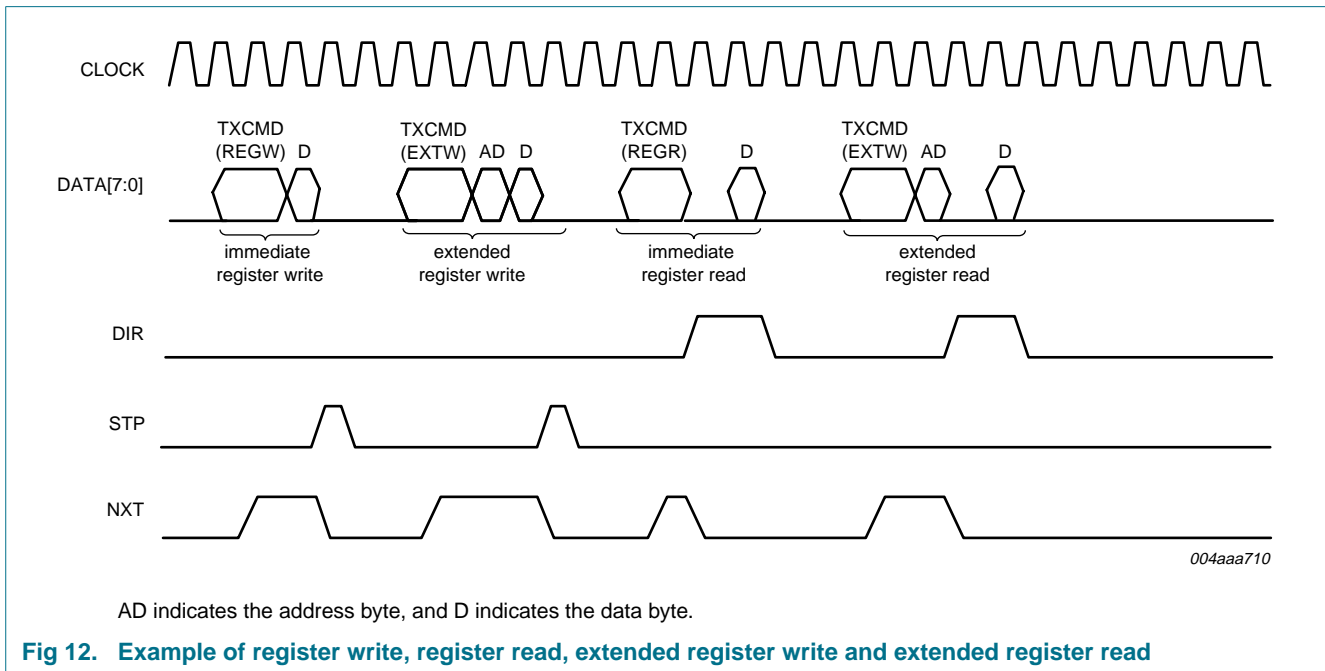 CLOCK
TXCMD TXCMD TXCMD TXCMD
(REGW) D (EXTW) AD D (REGR) D (EXTW) AD D
DATA[7:0]
immediate extended immediate extended
register write register write register read register read
DIR
STP
NXT
004aaa710
AD indicates the address byte, and D indicates the data byte.
Fig 12. Example of register write, register read, extended register write and extended register read